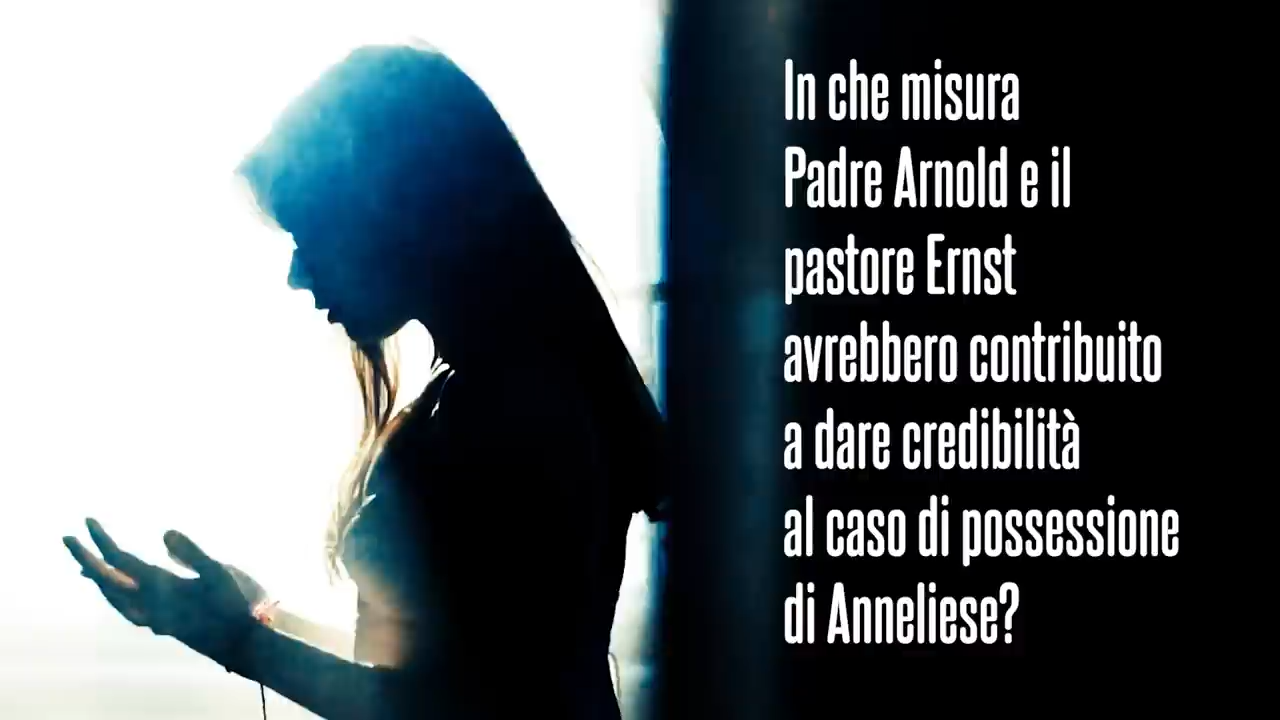 In che misura
Padre Arnold e il
pastore Ernst
avrebbero contribuito
a dare credibilità
al caso di possessione
di Anneliese?